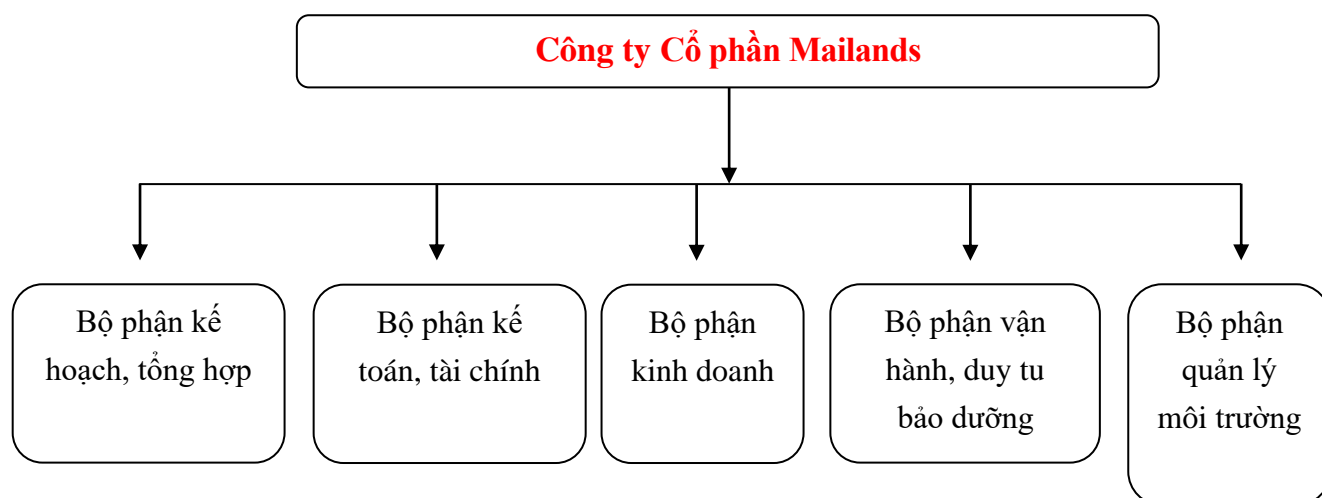 Công ty Cổ phần Mailands
Bộ phận kế
hoạch, tổng hợp
Bộ phận kế
toán, tài chính
Bộ phận
kinh doanh
Bộ phận vận
hành, duy tu
bảo dưỡng
Bộ phận
quản lý
môi trường